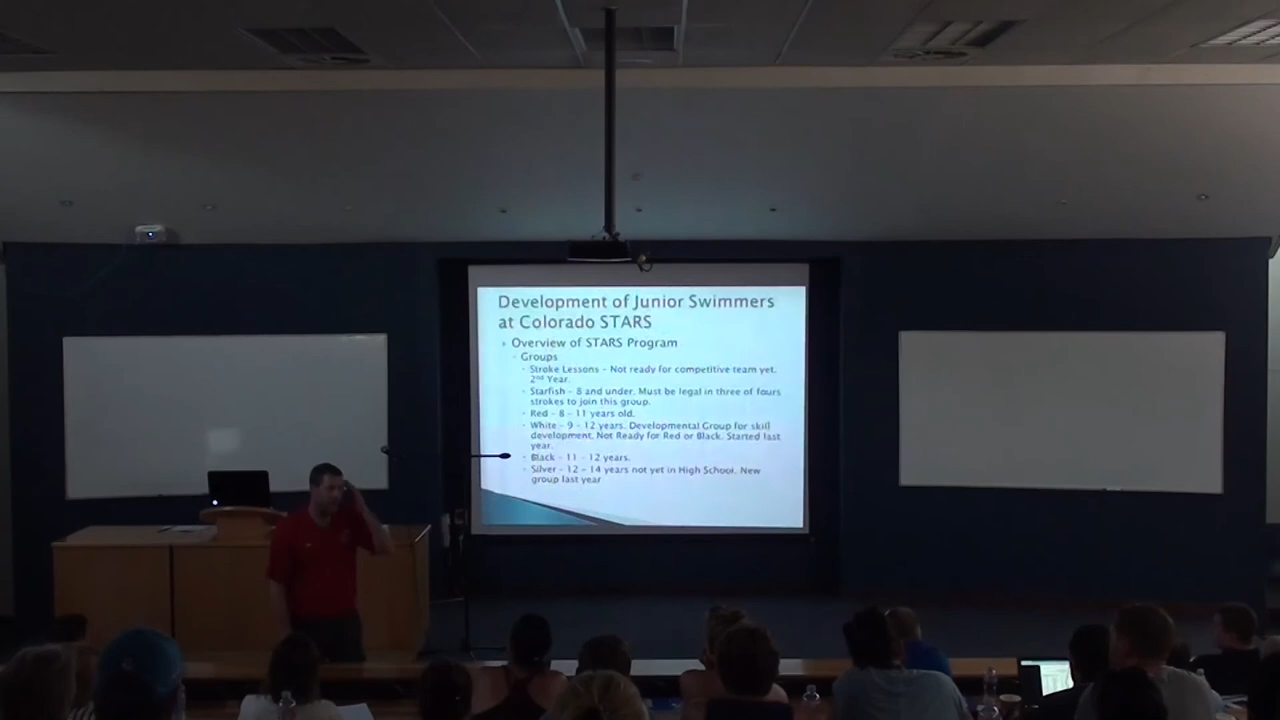 Development of Junior Swimmers
at Colorado STARS
Overview of STARS Program
Groups
Stroke Lessons - Not ready for competitive team yet.
2nd Year.
Starfish - 8 and under. Must be legal in three of fours
strokes to join this group.
Red - 8 - 11 years old.
White - 9 - 12 years. Developmental Group for skill
development. Not Ready for Red or Black. Started last
year.
Black - 11 - 12 years.
Silver - 12 - 14 years not yet in High School. New
group last year